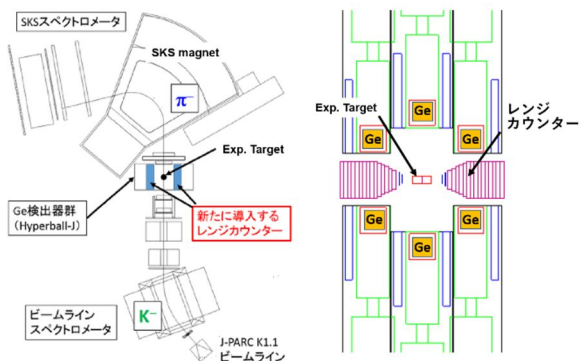 SKSスペクトロメータ
SKS magnet
π⁻
Exp. Target
Ge検出器群
(Hyperball-J)
新たに導入する
レンジカウンター
ビームライン
スペクトロメータ
K⁻
J-PARC K1.1
ビームライン
Ge
Exp. Target
レンジ
カウンター
Ge
Ge
Ge
Ge
Ge